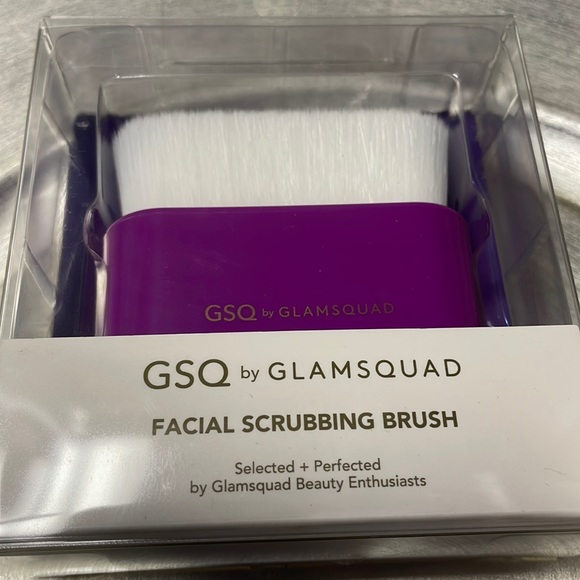 GSQ by GLAMSQUAD
GSQ by GLAMSQUAD
FACIAL SCRUBBING BRUSH
Selected + Perfected
by Glamsquad Beauty Enthusiasts